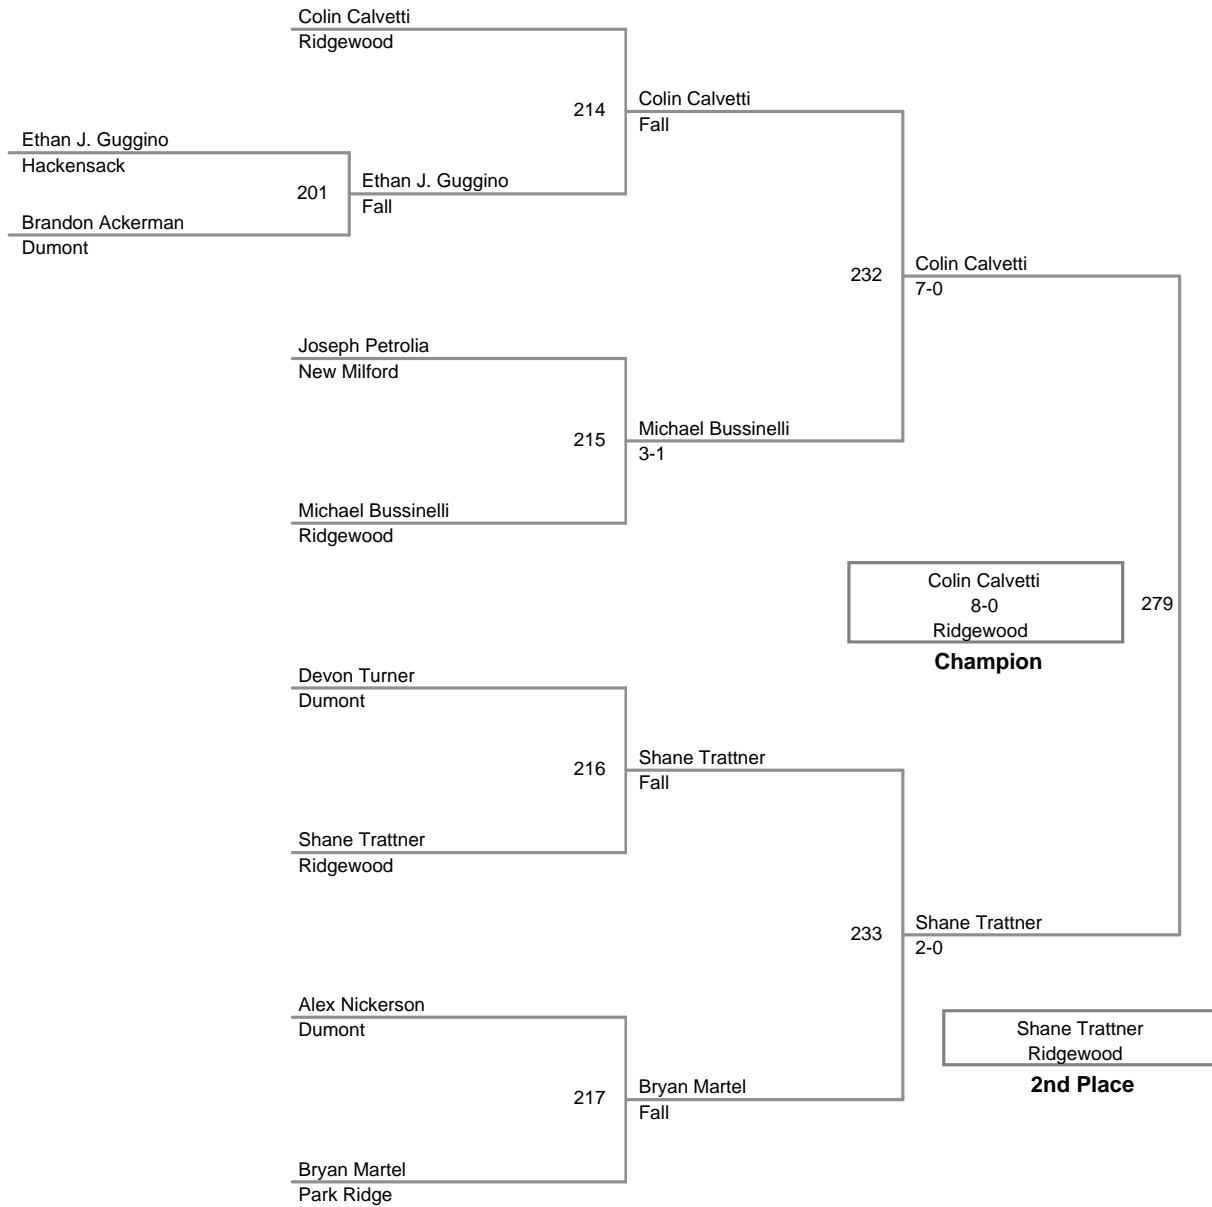 Colin Calvetti
Ridgewood
214
Colin Calvetti
Fall
Ethan J. Guggino
Hackensack
201
Ethan J. Guggino
Fall
Brandon Ackerman
Dumont
232
Colin Calvetti
7-0
Joseph Petrolia
New Milford
215
Michael Bussinelli
3-1
Michael Bussinelli
Ridgewood
Colin Calvetti
8-0
Ridgewood
Champion
279
Devon Turner
Dumont
216
Shane Trattner
Fall
Shane Trattner
Ridgewood
233
Shane Trattner
2-0
Alex Nickerson
Dumont
Shane Trattner
Ridgewood
2nd Place
217
Bryan Martel
Fall
Bryan Martel
Park Ridge